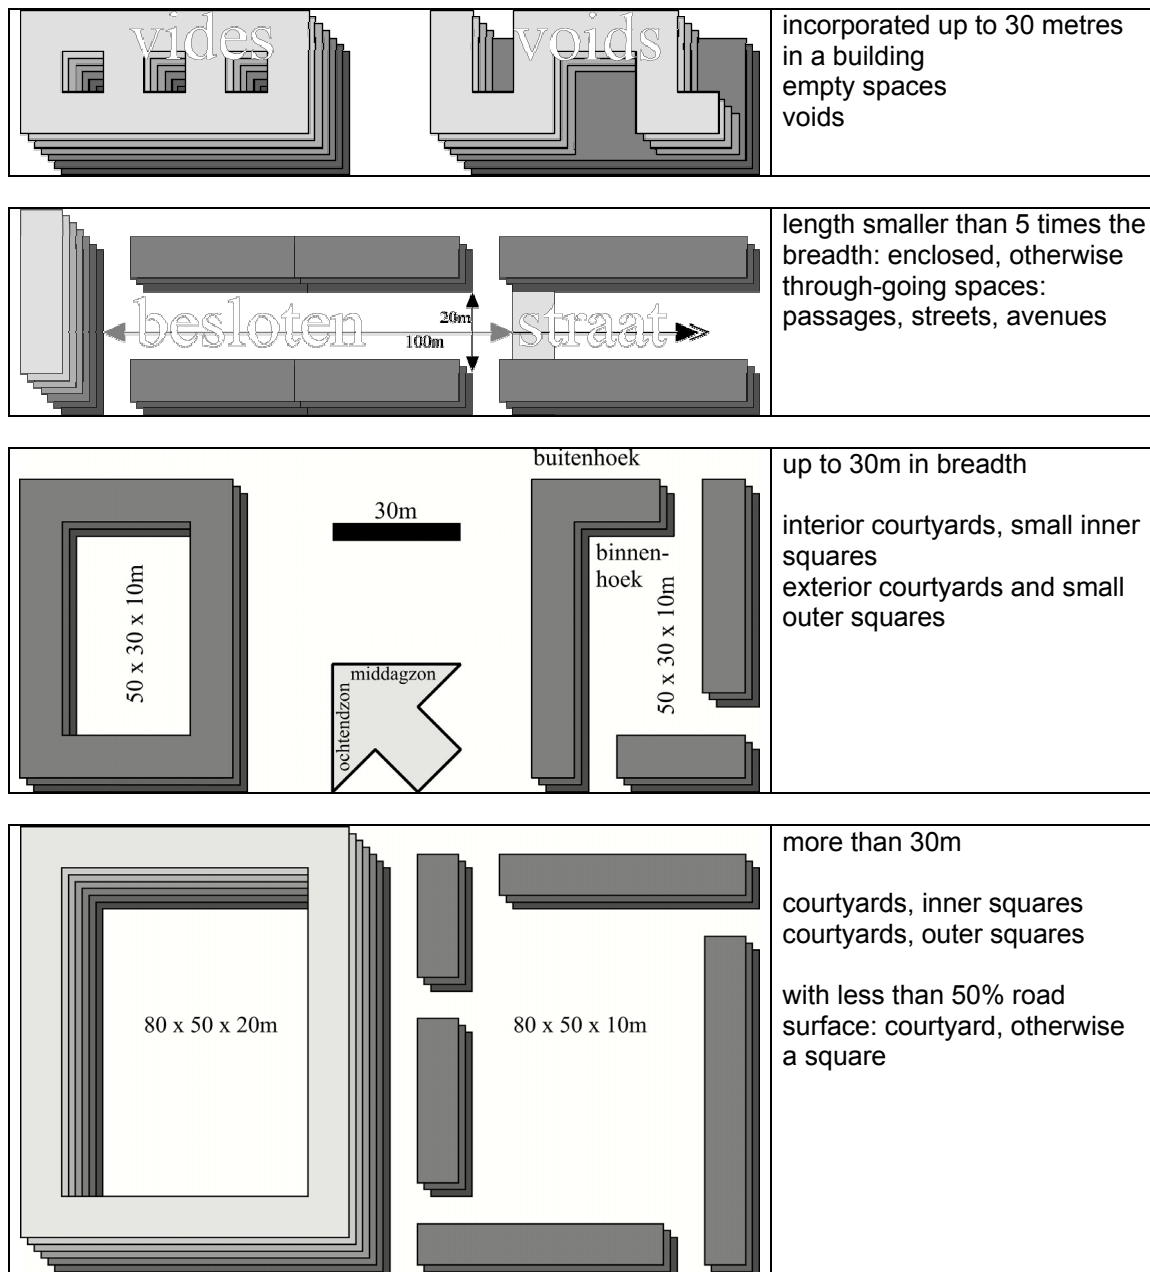 vides
voids
incorporated up to 30 metres
in a building
empty spaces
voids
besloten
straat
20m
100m
length smaller than 5 times the
breadth: enclosed, otherwise
through-going spaces:
passages, streets, avenues
buitenhoek
30m
binnen-
hoek
50 x 30 x 10m
50 x 30 x 10m
middagzon
ochtendzon
up to 30m in breadth
interior courtyards, small inner
squares
exterior courtyards and small
outer squares
80 x 50 x 20m
80 x 50 x 10m
more than 30m
courtyards, inner squares
courtyards, outer squares
with less than 50% road
surface: courtyard, otherwise
a square